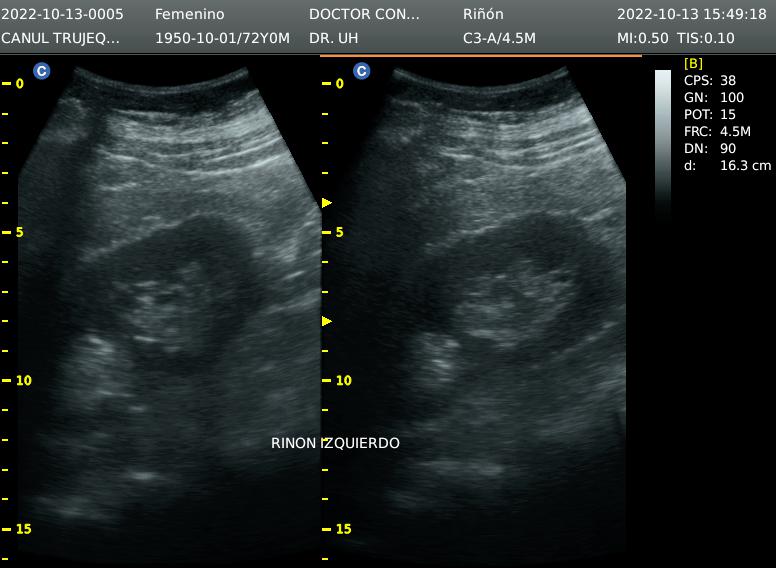 2022-10-13-0005 Femenino DOCTOR CON... Riñón 2022-10-13 15:49:18
CANUL TRUJEQ... 1950-10-01/72Y0M DR. UH C3-A/4.5M MI:0.50 TIS:0.10
C C [B]
0 0 CPS: 38
GN: 100
POT: 15
FRC: 4.5M
DN: 90
d: 16.3 cm
5 5
10 10
RINON IZQUIERDO
15 15